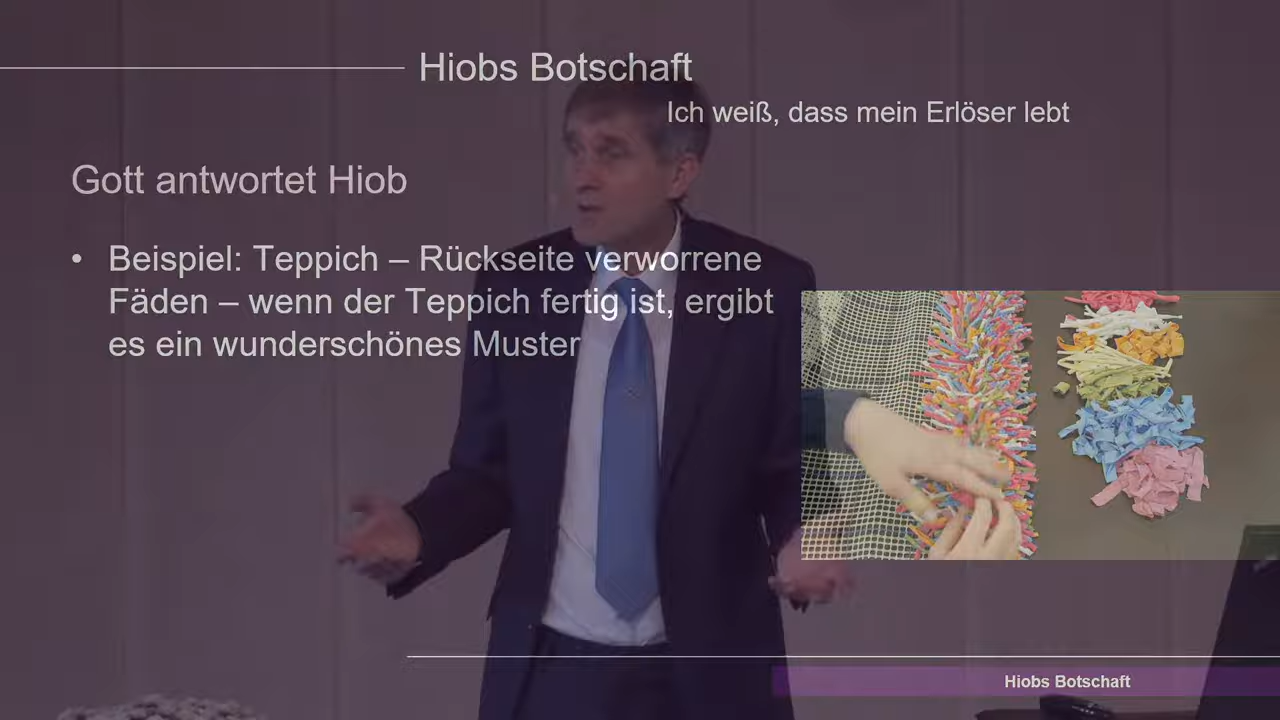 Hiobs Botschaft
Ich weiß, dass mein Erlöser lebt
Gott antwortet Hiob
• Beispiel: Teppich – Rückseite verworrene
Fäden – wenn der Teppich fertig ist, ergibt
es ein wunderschönes Muster
Hiobs Botschaft